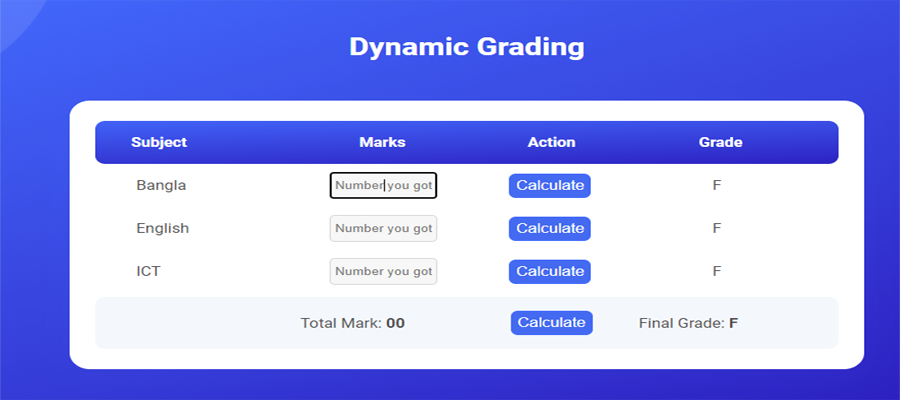 Dynamic Grading
Subject Marks Action Grade
Bangla Number you got Calculate F
English Number you got Calculate F
ICT Number you got Calculate F
Total Mark: 00 Calculate Final Grade: F